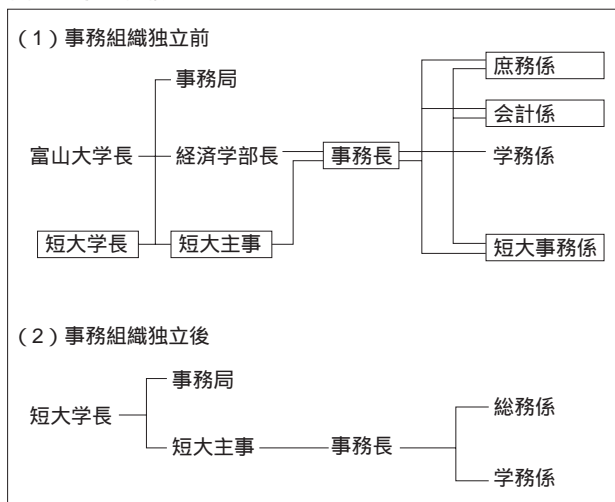 (1)事務組織独立前
事務局
庶務係
会計係
富山大学長 経済学部長 事務長 学務係
短大学長 短大主事 短大事務係
(2)事務組織独立後
事務局
総務係
短大学長
短大主事 事務長
学務係